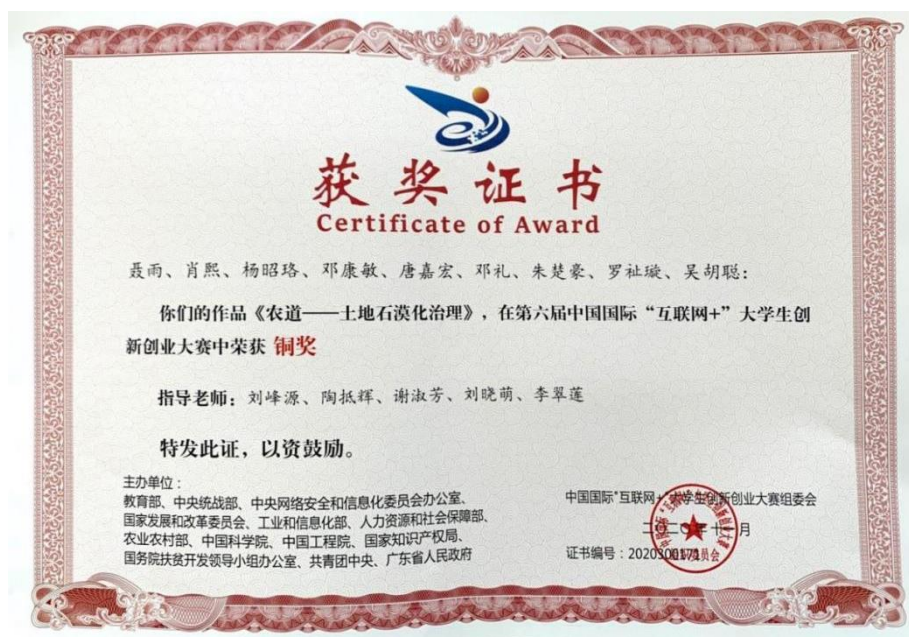 获奖证书
Certificate of Award
聂雨、肖熙、杨昭珞、邓康敏、唐嘉宏、邓礼、朱楚豪、罗祉璇、吴胡聪：
你们的作品《农道——土地石漠化治理》，在第六届中国国际“互联网+”大学生创
新创业大赛中荣获 铜奖
指导老师：刘峰源、陶抵辉、谢淑芳、刘晓萌、李翠莲
特发此证，以资鼓励。
主办单位：
教育部、中央统战部、中央网络安全和信息化委员会办公室、
国家发展和改革委员会、工业和信息化部、人力资源和社会保障部、
农业农村部、中国科学院、中国工程院、国家知识产权局、
国务院扶贫开发领导小组办公室、共青团中央、广东省人民政府
中国国际“互联网+”大学生创新创业大赛组委会
二〇二〇年十一月
证书编号：2020300171